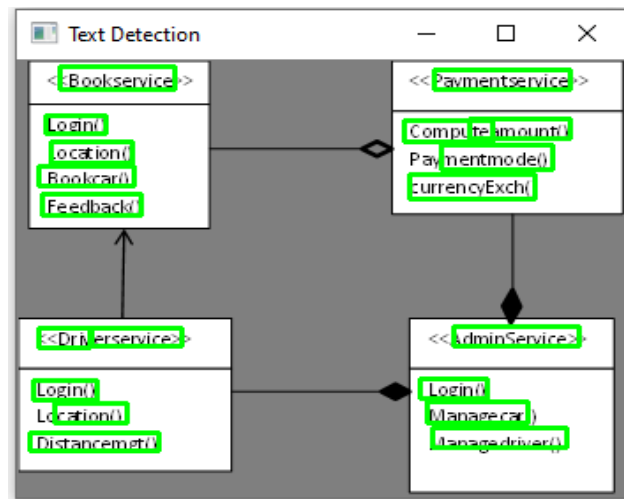 Text Detection
<<Bookservice>>
Login()
Location()
Bookcar()
Feedback()
<<Paymentservice>>
Computeamount()
Paymentmode()
currencyExch()
<<Driverservice>>
Login()
Location()
Distancemgt()
<<AdminService>>
Login()
Managecar()
Managedriver()